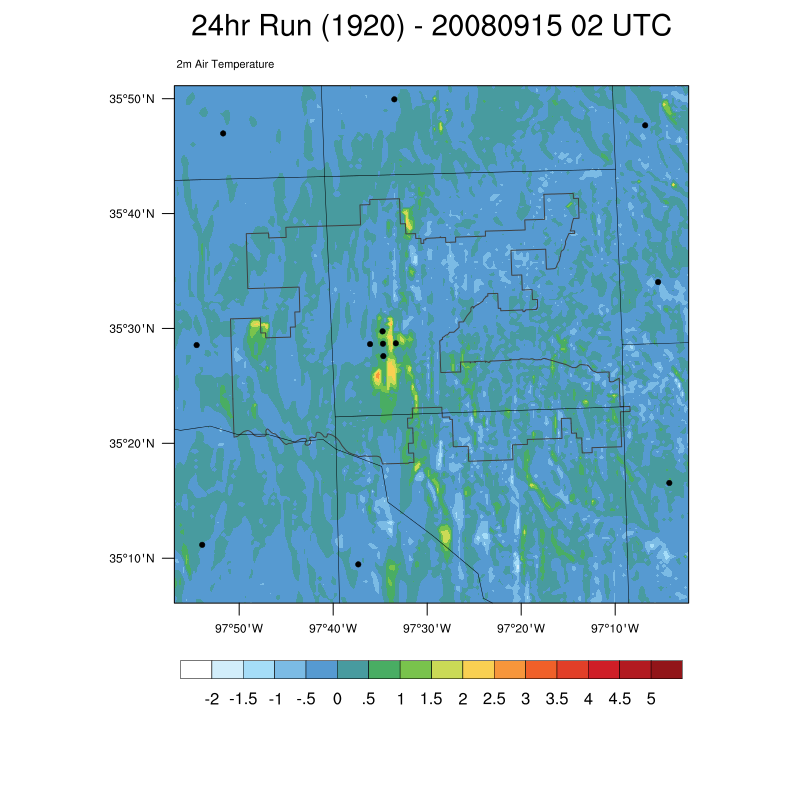 24hr Run (1920) - 20080915 02 UTC
2m Air Temperature
35°50'N
35°40'N
35°30'N
35°20'N
35°10'N
97°50'W 97°40'W 97°30'W 97°20'W 97°10'W
-2 -1.5 -1 -.5 0 .5 1 1.5 2 2.5 3 3.5 4 4.5 5